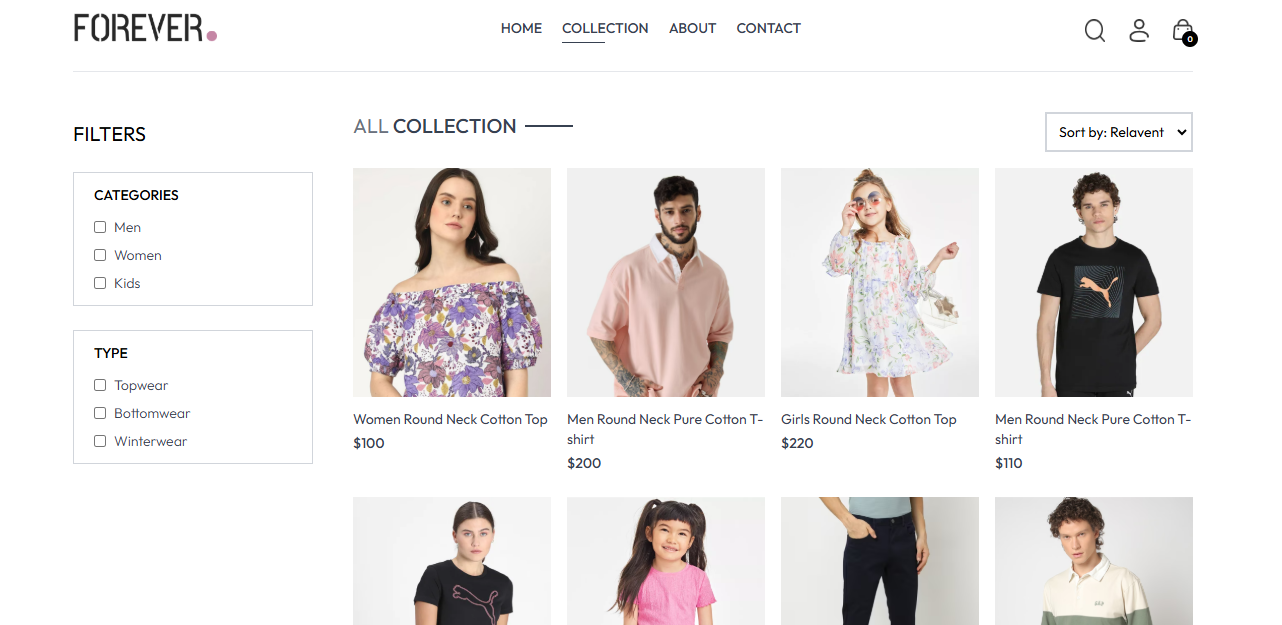 FOREVER.
HOME COLLECTION ABOUT CONTACT
0
FILTERS
CATEGORIES
Men
Women
Kids
TYPE
Topwear
Bottomwear
Winterwear
ALL COLLECTION
Sort by: Relavent
Women Round Neck Cotton Top
$100
Men Round Neck Pure Cotton T-
shirt
$200
Girls Round Neck Cotton Top
$220
Men Round Neck Pure Cotton T-
shirt
$110